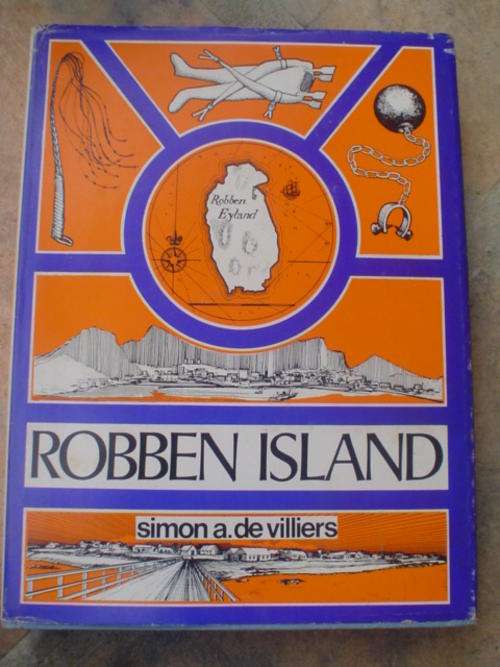 Robben
Eyland
ROBBEN ISLAND
simon a.de villiers